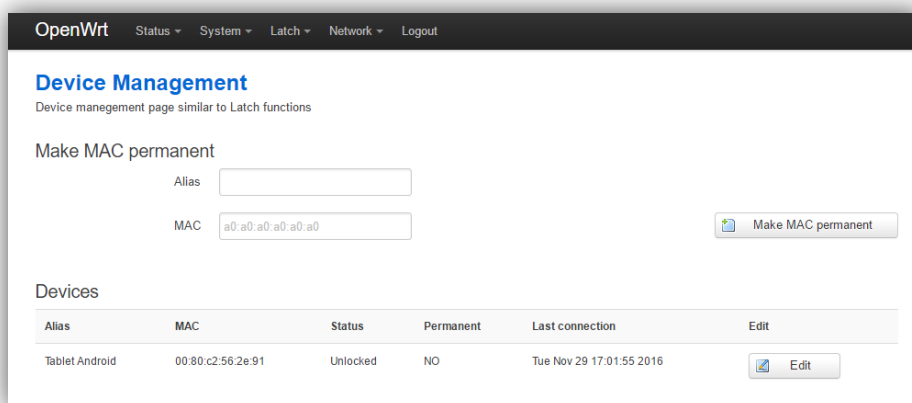 OpenWrt Status System Latch Network Logout
Device Management
Device manegement page similar to Latch functions
Make MAC permanent
Alias
MAC a0:a0:a0:a0:a0:a0 Make MAC permanent
Devices
Alias MAC Status Permanent Last connection Edit
Tablet Android 00:80:c2:56:2e:91 Unlocked NO Tue Nov 29 17:01:55 2016 Edit